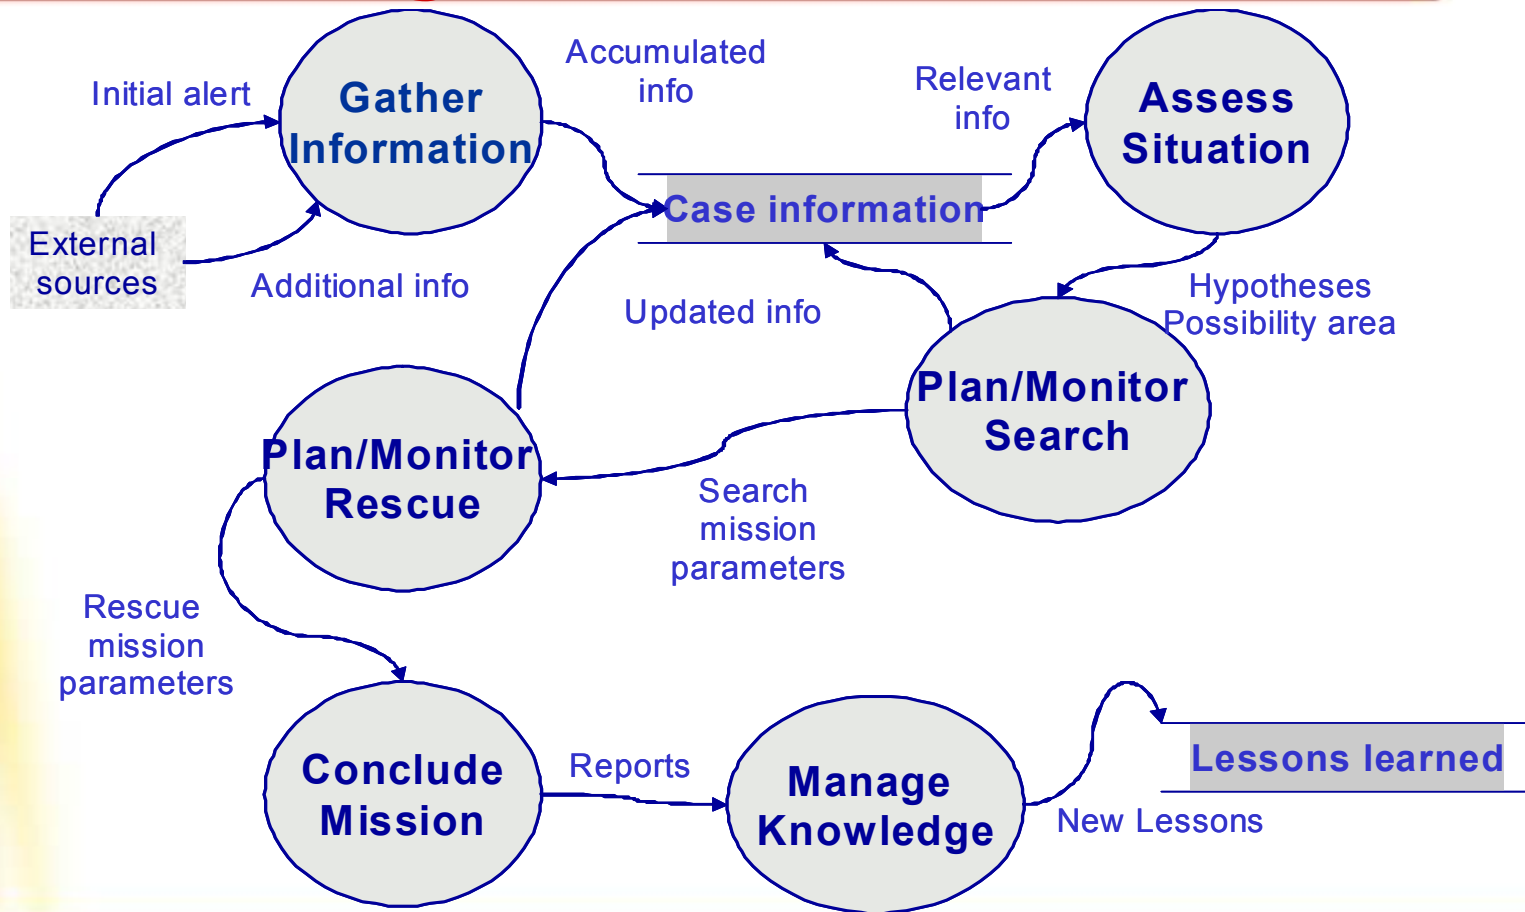 Initial alert
Gather
Information
Accumulated
info
Relevant
info
Assess
Situation
External
sources
Case information
Additional info
Updated info
Hypotheses
Possibility area
Plan/Monitor
Search
Plan/Monitor
Rescue
Search
mission
parameters
Rescue
mission
parameters
Conclude
Mission
Reports
Manage
Knowledge
New Lessons
Lessons learned